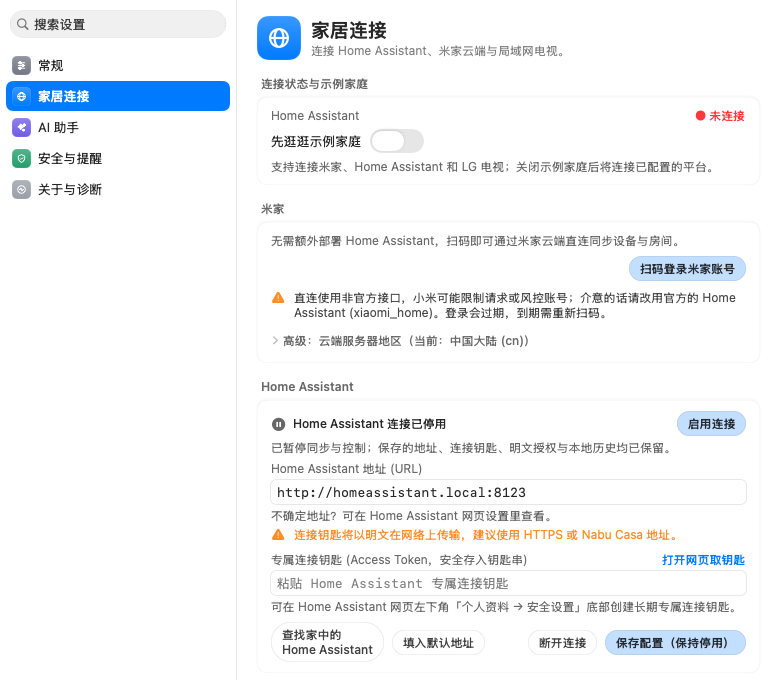 搜索设置
常规
家居连接
AI 助手
安全与提醒
关于与诊断
家居连接
连接 Home Assistant、米家云端与局域网电视。
连接状态与示例家庭
Home Assistant
未连接
先逛逛示例家庭
支持连接米家、Home Assistant 和 LG 电视；关闭示例家庭后将连接已配置的平台。
米家
无需额外部署 Home Assistant，扫码即可通过米家云端直连同步设备与房间。
扫码登录米家账号
直连使用非官方接口，小米可能限制请求或风控账号；介意的话请改用官方的 Home
Assistant (xiaomi_home)。登录会过期，到期需重新扫码。
高级：云端服务器地区（当前：中国大陆 (cn)）
Home Assistant
Home Assistant 连接已停用
启用连接
已暂停同步与控制；保存的地址、连接钥匙、明文授权与本地历史均已保留。
Home Assistant 地址 (URL)
http://homeassistant.local:8123
不确定地址？可在 Home Assistant 网页设置里查看。
连接钥匙将以明文在网络上传输，建议使用 HTTPS 或 Nabu Casa 地址。
专属连接钥匙 (Access Token，安全存入钥匙串)
打开网页取钥匙
粘贴 Home Assistant 专属连接钥匙
可在 Home Assistant 网页左下角「个人资料 → 安全设置」底部创建长期专属连接钥匙。
查找家中的
Home Assistant
填入默认地址
断开连接
保存配置（保持停用）